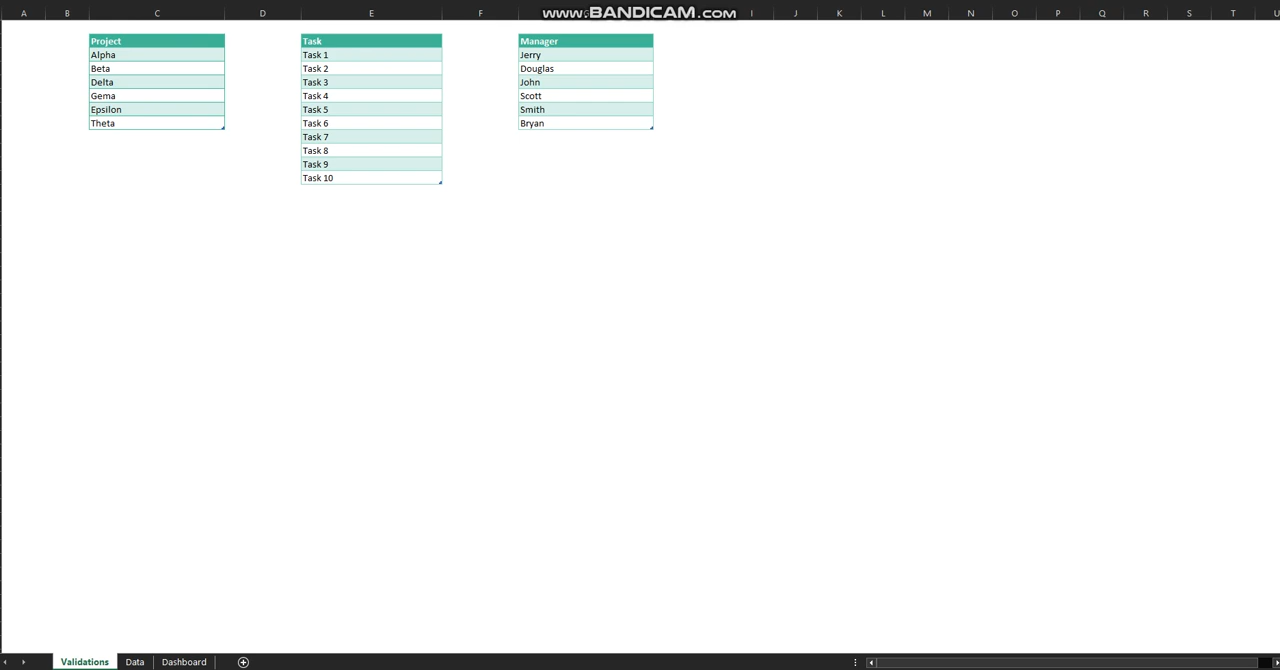 www.BANDICAM.com
A B C D E F I J K L M N O P Q R S T U
Project Task Manager
Alpha Task 1 Jerry
Beta Task 2 Douglas
Delta Task 3 John
Gema Task 4 Scott
Epsilon Task 5 Smith
Theta Task 6 Bryan
Task 7
Task 8
Task 9
Task 10
Validations Data Dashboard